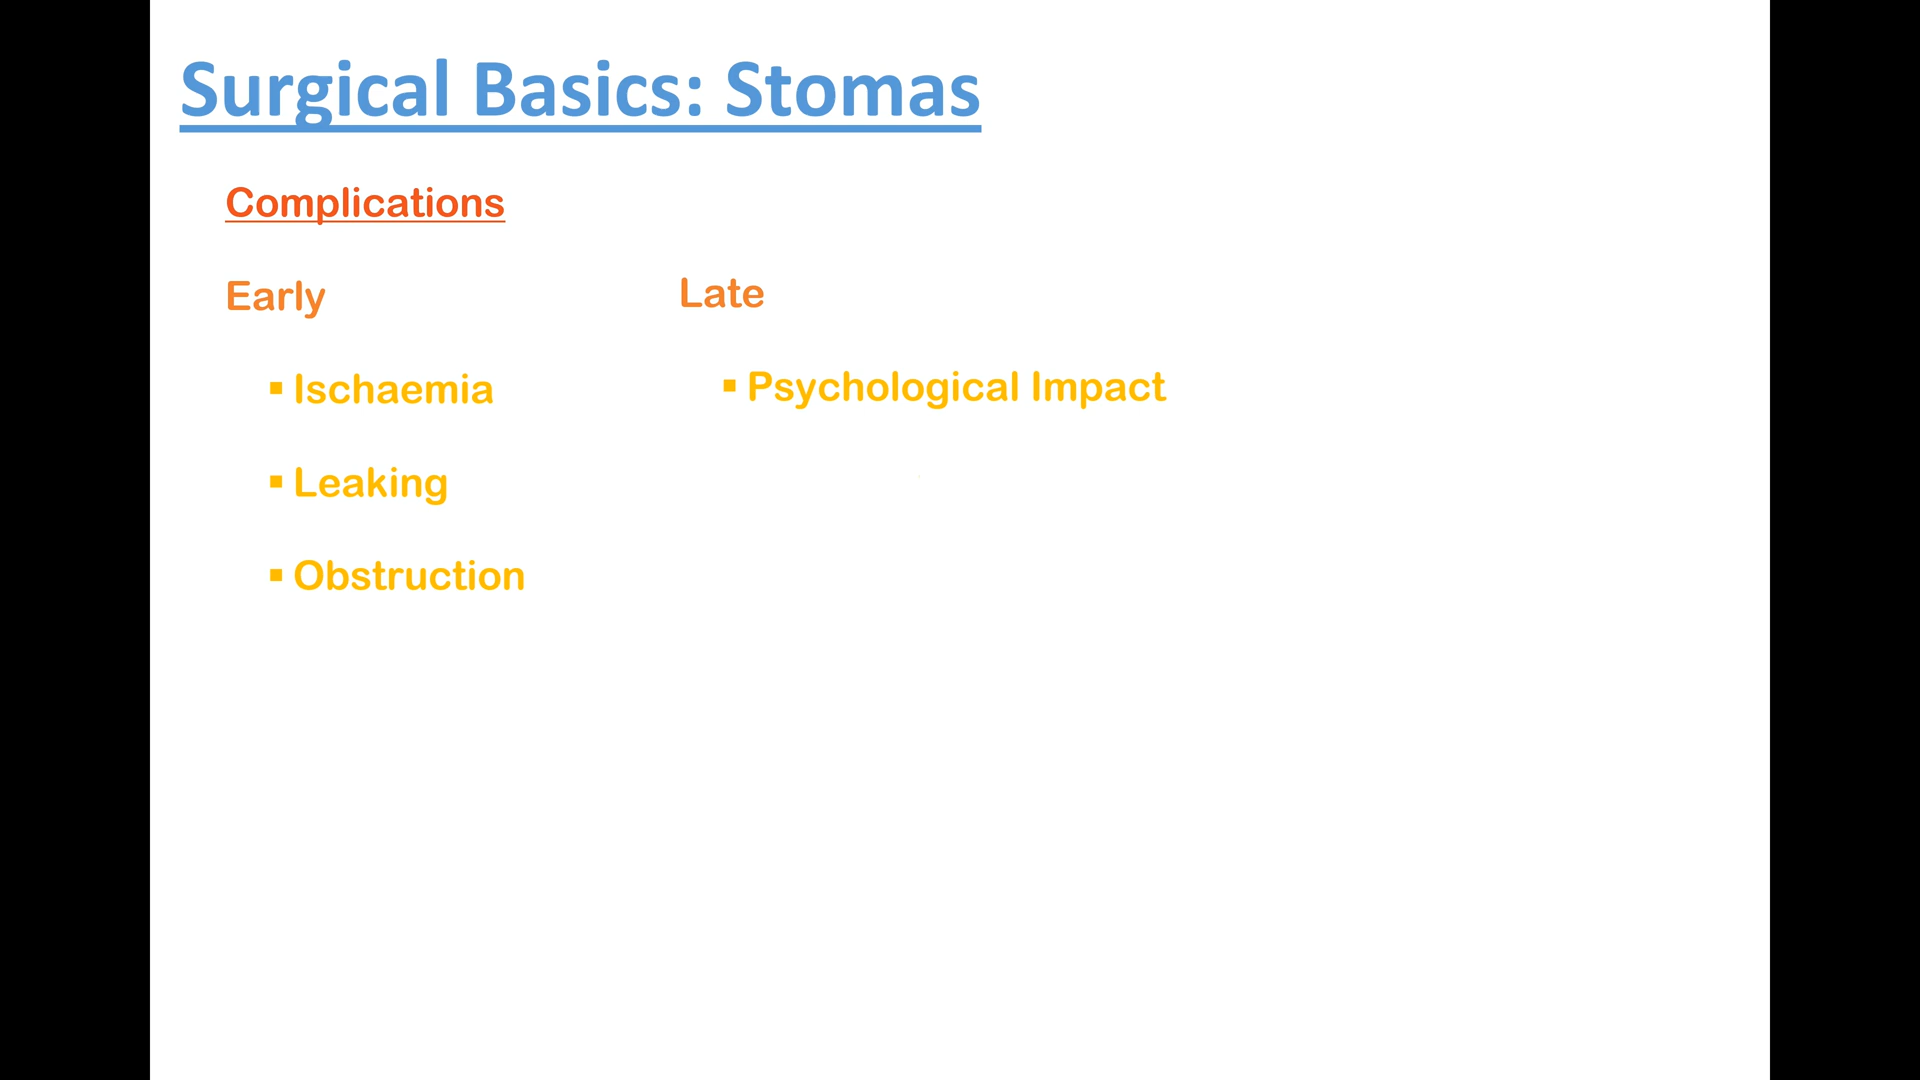 Surgical Basics: Stomas
Complications
Early
▪ Ischaemia
▪ Leaking
▪ Obstruction
Late
▪ Psychological Impact